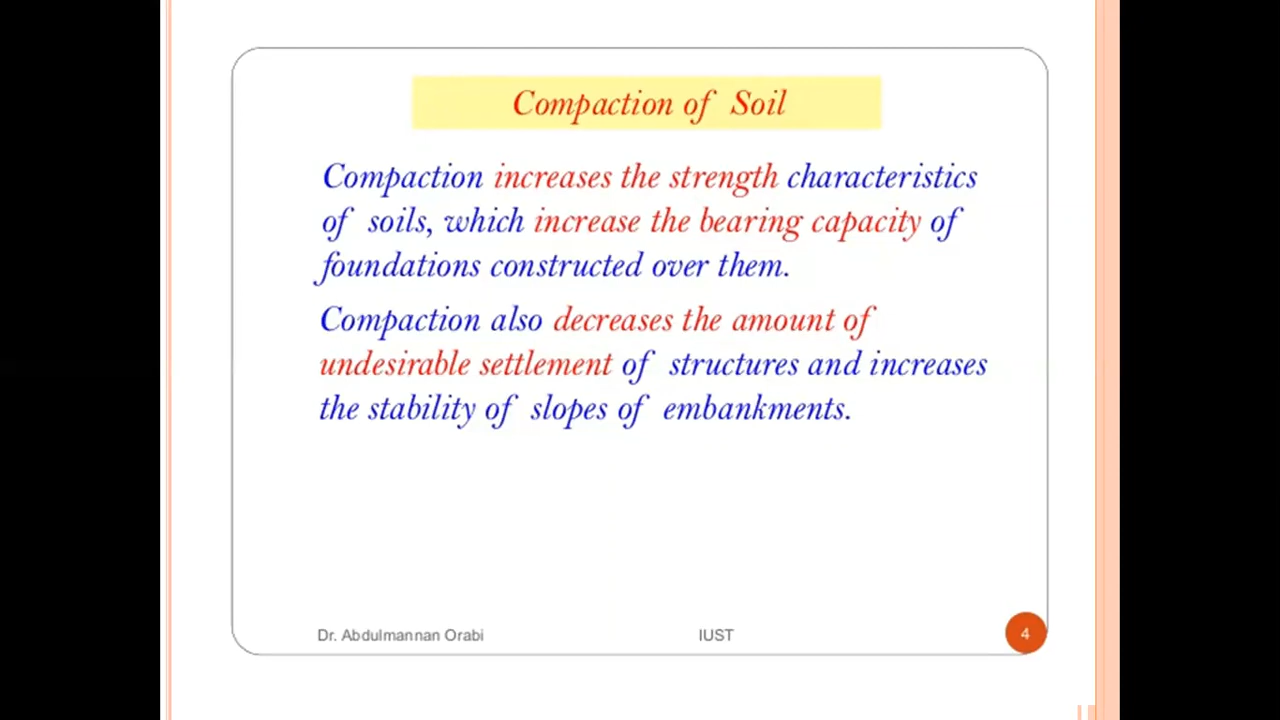 Compaction of Soil
Compaction increases the strength characteristics
of soils, which increase the bearing capacity of
foundations constructed over them.
Compaction also decreases the amount of
undesirable settlement of structures and increases
the stability of slopes of embankments.
Dr. Abdulmannan Orabi IUST 4